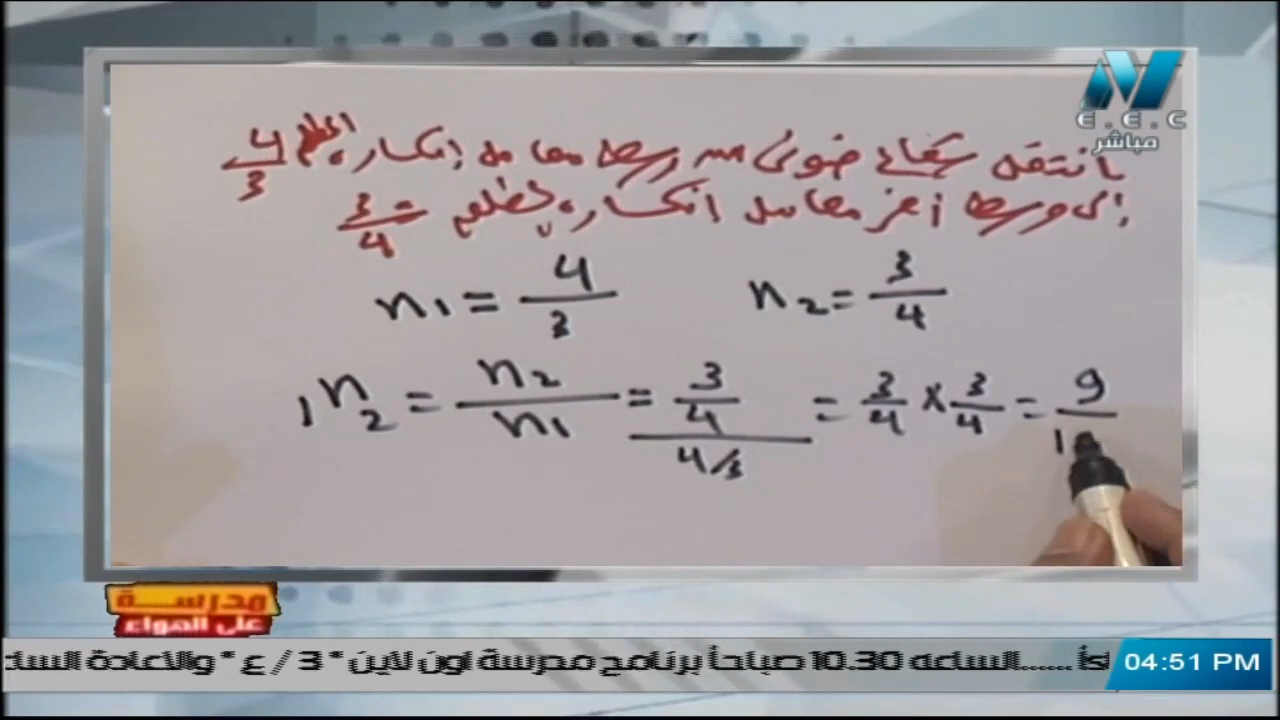 E.E.C
مباشر
انتقل شعاع ضوئي من وسط معامل انكساره المطلق 4/3
الى وسط آخر معامل انكساره المطلق 3/4
n1 = 4/3 n2 = 3/4
1n2 = n2/n1 = 3/4 / 4/3 = 3/4 × 3/4 = 9/1
مدرسة
على الهواء
الساعه 10.30 صباحاً برنامج مدرسة اون لاين " 3 / ع " والاعادة
04:51 PM